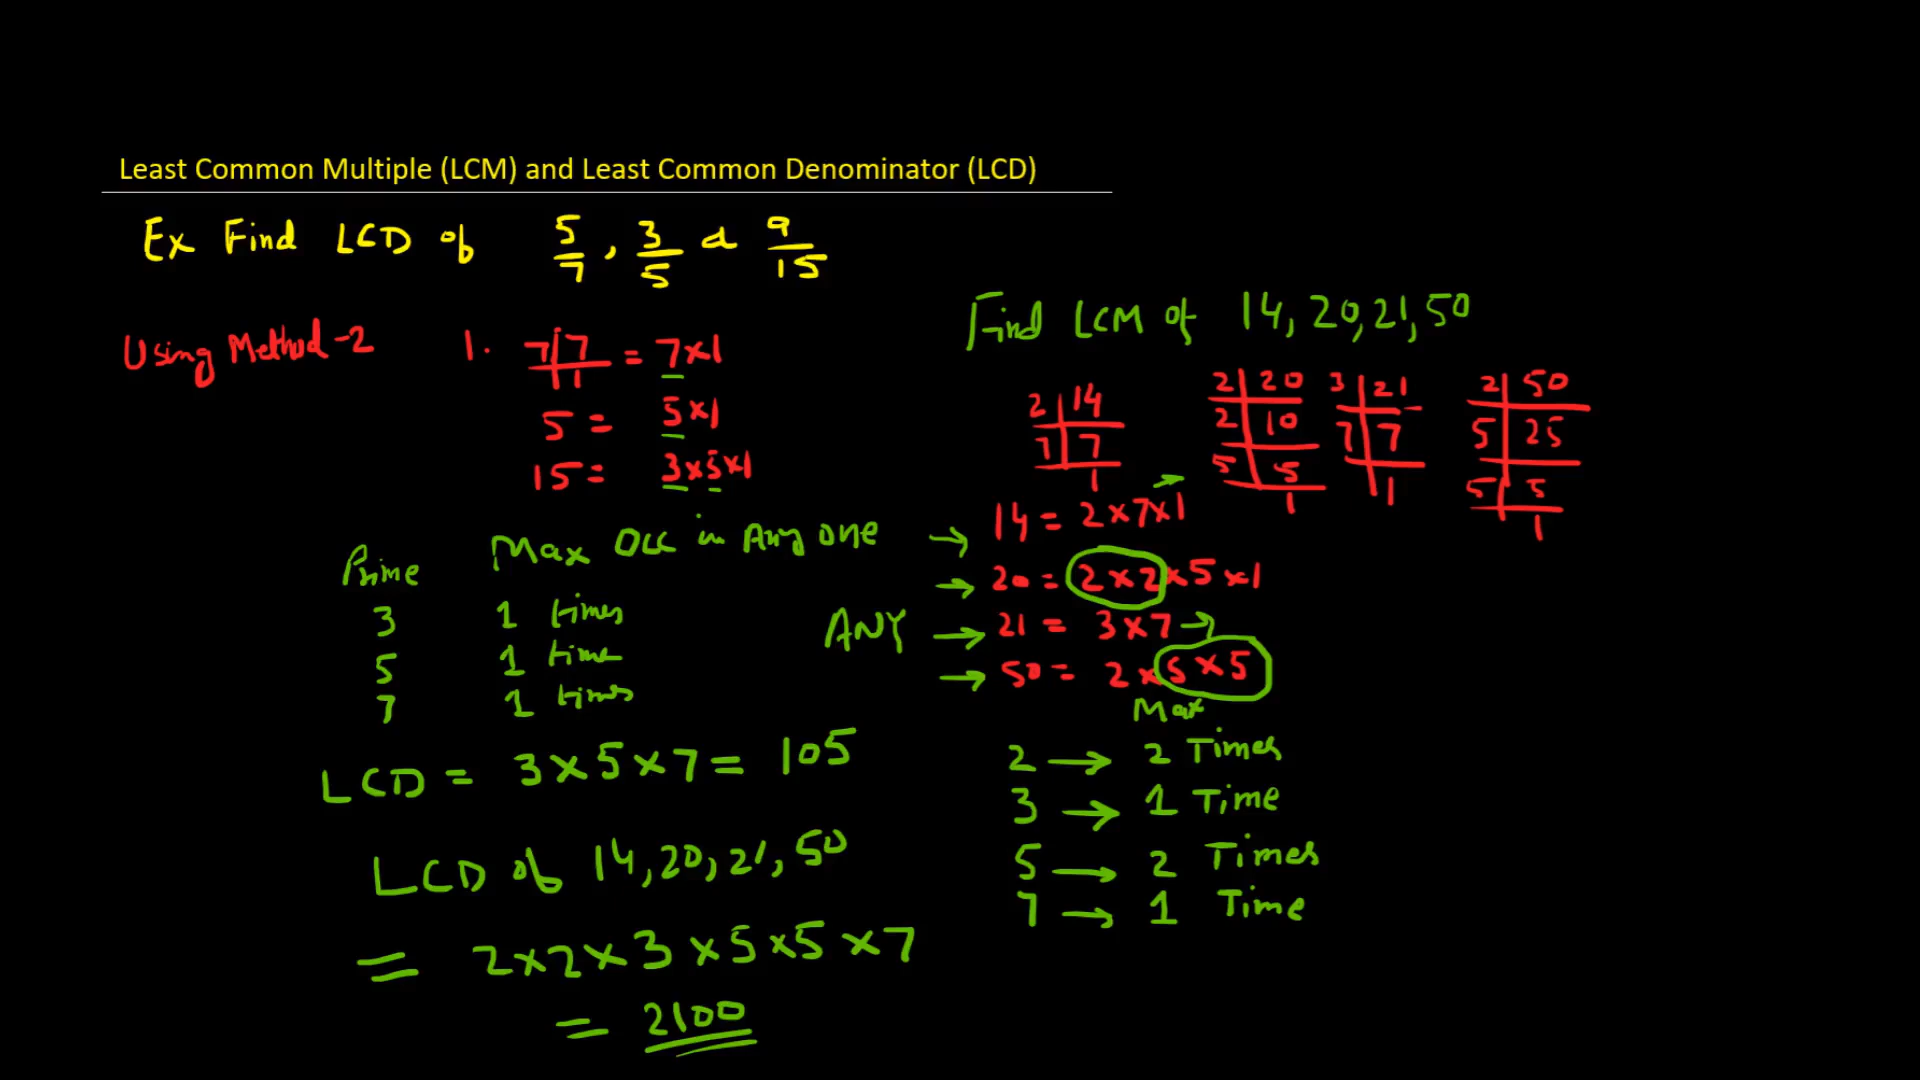 Least Common Multiple (LCM) and Least Common Denominator (LCD)
Ex Find LCD of 5/7 , 3/5 & 9/15
Using Method-2
1. 7|7 = 7×1
1
5 = 5×1
15 = 3×5×1
Prime Max Occ in Any one
3 1 times
5 1 time
7 1 times
LCD = 3×5×7 = 105
LCD of 14, 20, 21, 50
= 2×2×3×5×5×7
= 2100
Find LCM of 14, 20, 21, 50
2|14
7|7
1
2|20
2|10
5|5
1
3|21
7|7
1
2|50
5|25
5|5
1
→ 14 = 2×7×1 →
→ 20 = 2×2×5×1
ANY → 21 = 3×7 →
→ 50 = 2×5×5
Max
2 → 2 Times
3 → 1 Time
5 → 2 Times
7 → 1 Time